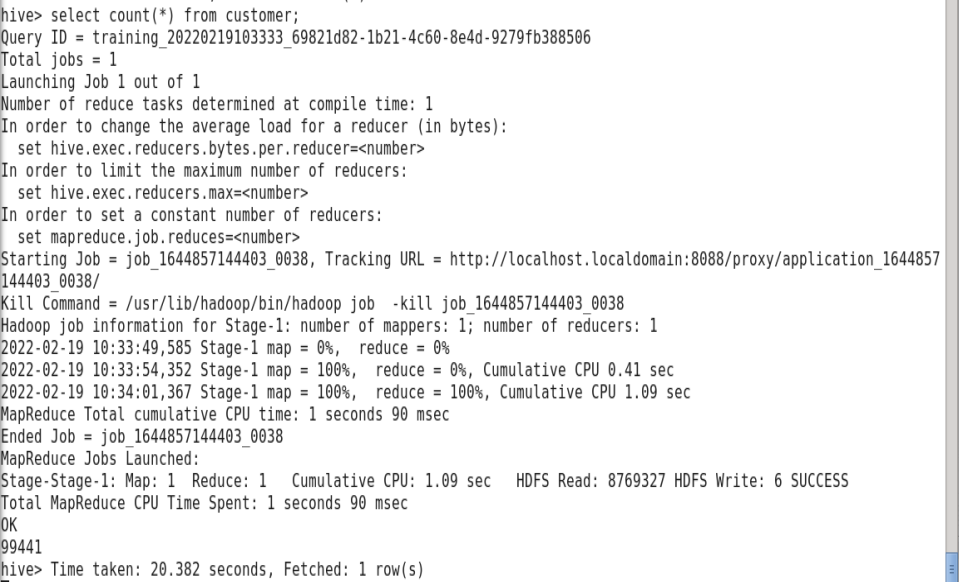 hive> select count(*) from customer;
Query ID = training_20220219103333_69821d82-1b21-4c60-8e4d-9279fb388506
Total jobs = 1
Launching Job 1 out of 1
Number of reduce tasks determined at compile time: 1
In order to change the average load for a reducer (in bytes):
  set hive.exec.reducers.bytes.per.reducer=<number>
In order to limit the maximum number of reducers:
  set hive.exec.reducers.max=<number>
In order to set a constant number of reducers:
  set mapreduce.job.reduces=<number>
Starting Job = job_1644857144403_0038, Tracking URL = http://localhost.localdomain:8088/proxy/application_1644857
144403_0038/
Kill Command = /usr/lib/hadoop/bin/hadoop job  -kill job_1644857144403_0038
Hadoop job information for Stage-1: number of mappers: 1; number of reducers: 1
2022-02-19 10:33:49,585 Stage-1 map = 0%,  reduce = 0%
2022-02-19 10:33:54,352 Stage-1 map = 100%,  reduce = 0%, Cumulative CPU 0.41 sec
2022-02-19 10:34:01,367 Stage-1 map = 100%,  reduce = 100%, Cumulative CPU 1.09 sec
MapReduce Total cumulative CPU time: 1 seconds 90 msec
Ended Job = job_1644857144403_0038
MapReduce Jobs Launched:
Stage-Stage-1: Map: 1  Reduce: 1   Cumulative CPU: 1.09 sec   HDFS Read: 8769327 HDFS Write: 6 SUCCESS
Total MapReduce CPU Time Spent: 1 seconds 90 msec
OK
99441
hive> Time taken: 20.382 seconds, Fetched: 1 row(s)